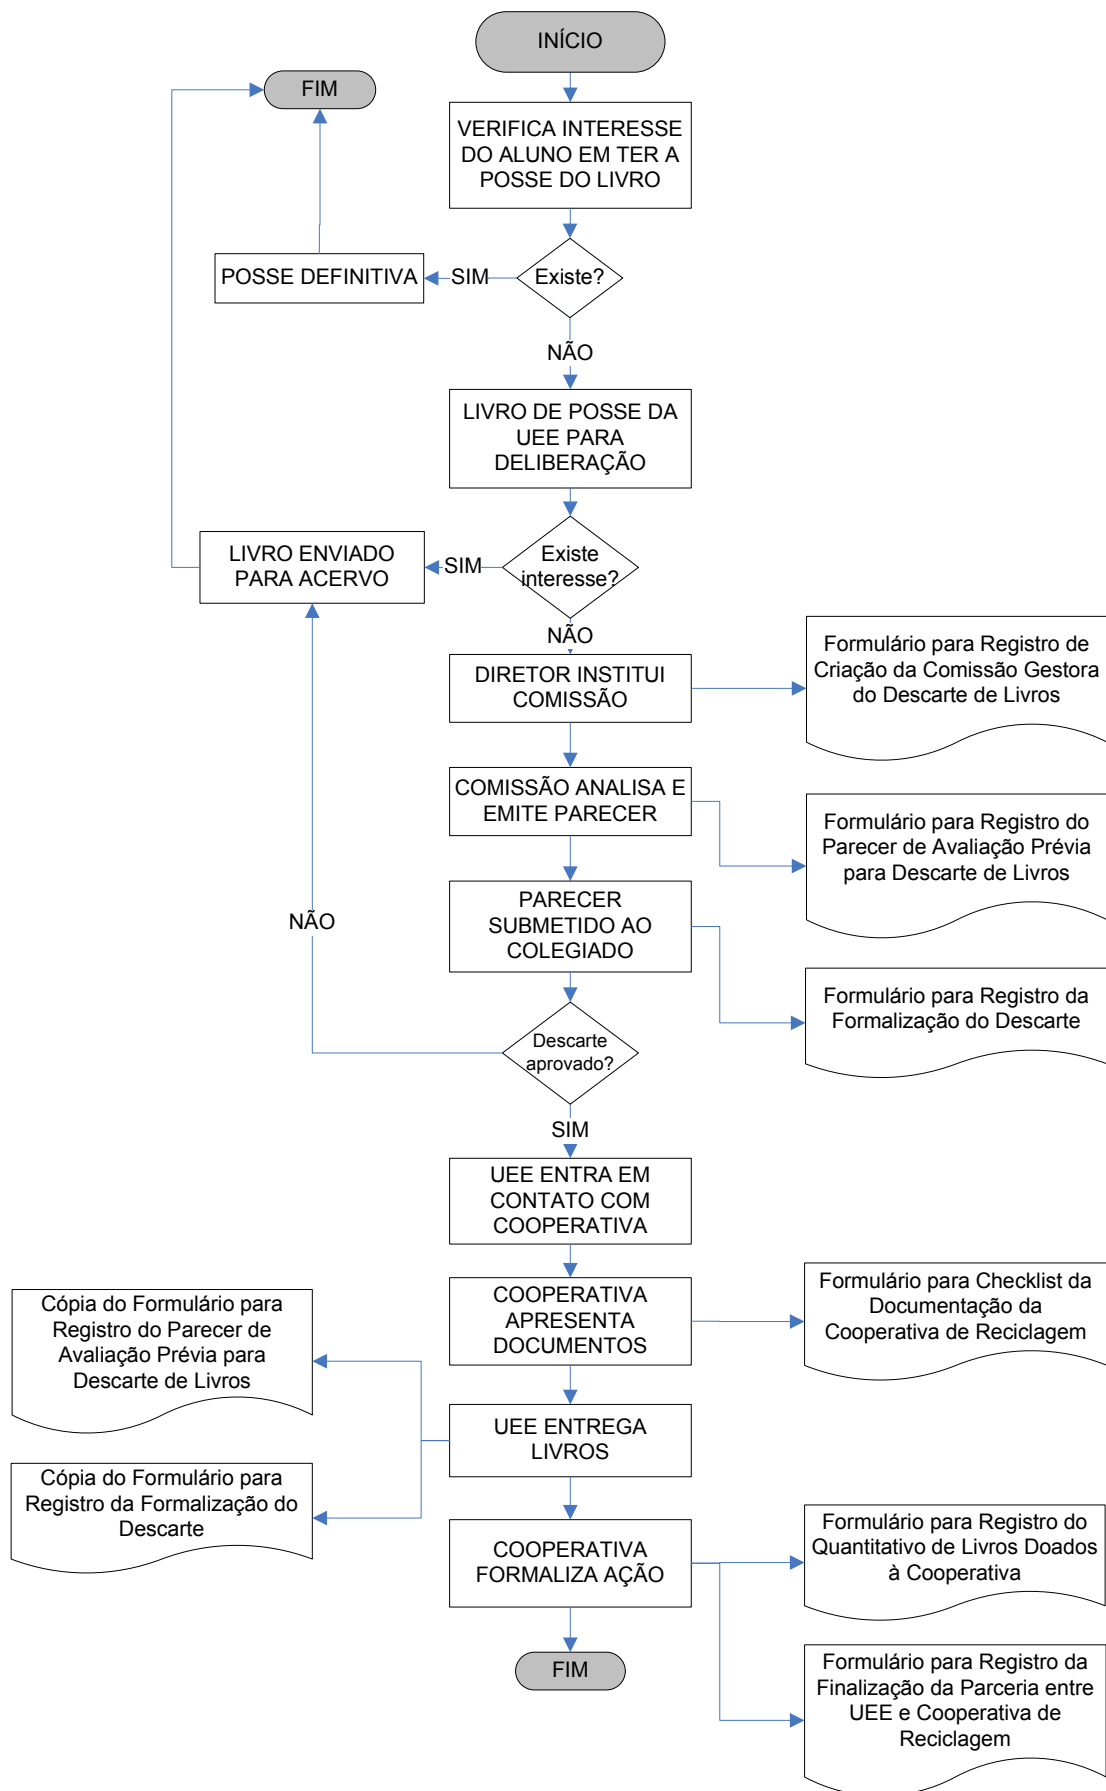 INÍCIO
FIM
VERIFICA INTERESSE
DO ALUNO EM TER A
POSSE DO LIVRO
POSSE DEFINITIVA
SIM
Existe?
NÃO
LIVRO DE POSSE DA
UEE PARA
DELIBERAÇÃO
LIVRO ENVIADO
PARA ACERVO
SIM
Existe
interesse?
NÃO
DIRETOR INSTITUI
COMISSÃO
Formulário para Registro de
Criação da Comissão Gestora
do Descarte de Livros
COMISSÃO ANALISA E
EMITE PARECER
Formulário para Registro do
Parecer de Avaliação Prévia
para Descarte de Livros
PARECER
SUBMETIDO AO
COLEGIADO
NÃO
Formulário para Registro da
Formalização do Descarte
Descarte
aprovado?
SIM
UEE ENTRA EM
CONTATO COM
COOPERATIVA
COOPERATIVA
APRESENTA
DOCUMENTOS
Formulário para Checklist da
Documentação da
Cooperativa de Reciclagem
Cópia do Formulário para
Registro do Parecer de
Avaliação Prévia para
Descarte de Livros
UEE ENTREGA
LIVROS
Cópia do Formulário para
Registro da Formalização do
Descarte
COOPERATIVA
FORMALIZA AÇÃO
Formulário para Registro do
Quantitativo de Livros Doados
à Cooperativa
FIM
Formulário para Registro da
Finalização da Parceria entre
UEE e Cooperativa de
Reciclagem